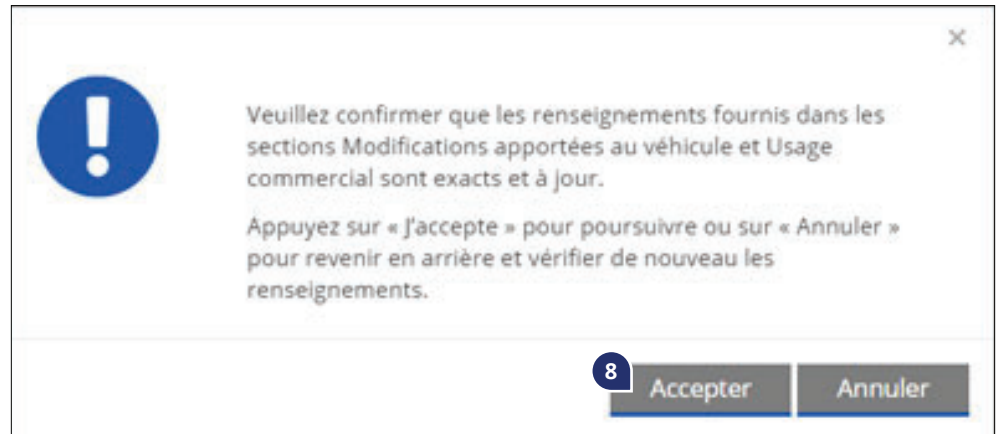 ×
!
Veuillez confirmer que les renseignements fournis dans les
sections Modifications apportées au véhicule et Usage
commercial sont exacts et à jour.
Appuyez sur « J'accepte » pour poursuivre ou sur « Annuler »
pour revenir en arrière et vérifier de nouveau les
renseignements.
8
Accepter Annuler